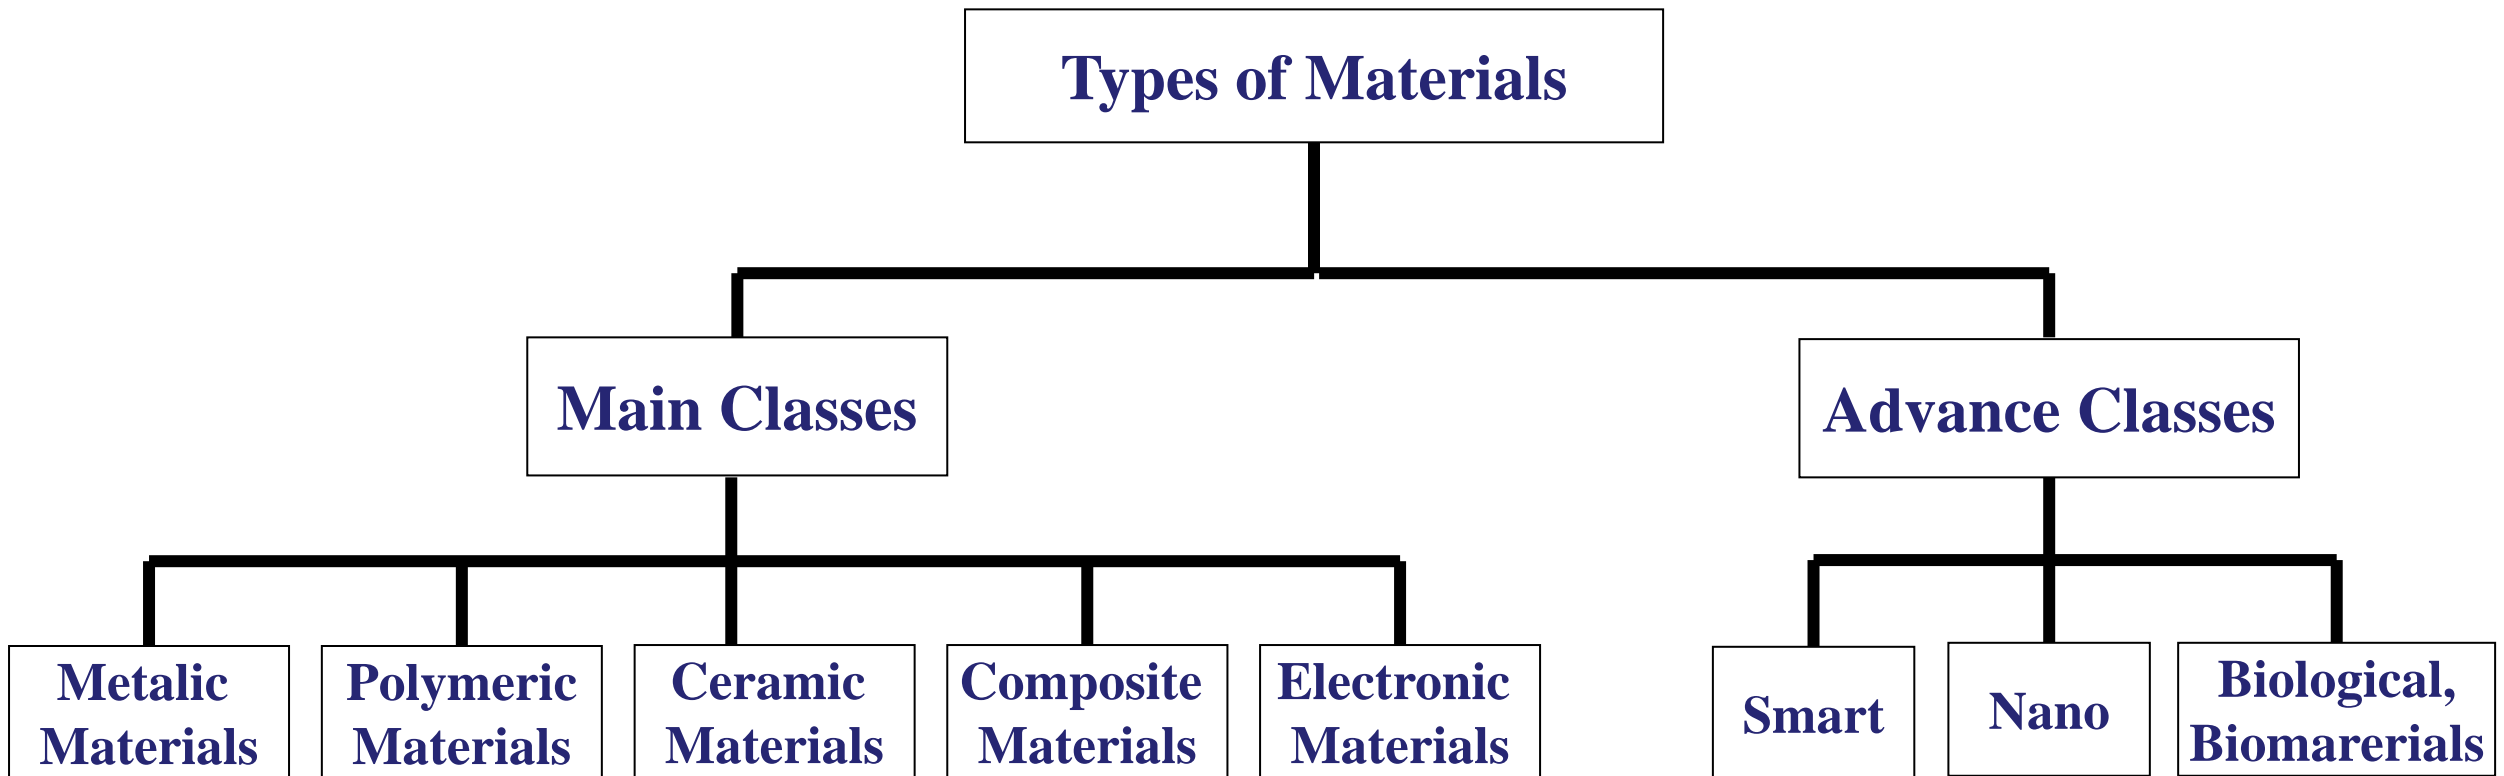 Types of Materials
Main Classes
Advance Classes
Metalic
Materials
Polymeric
Materials
Ceramic
Materials
Composite
Materials
Electronic
Materials
Smart
Nano
Biological,
Biomaterials